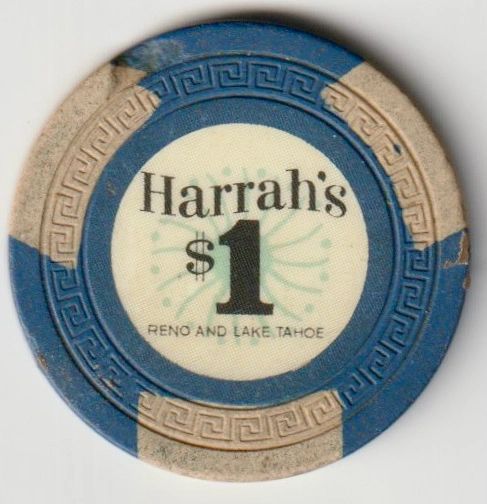 Harrah's
$1
RENO AND LAKE TAHOE